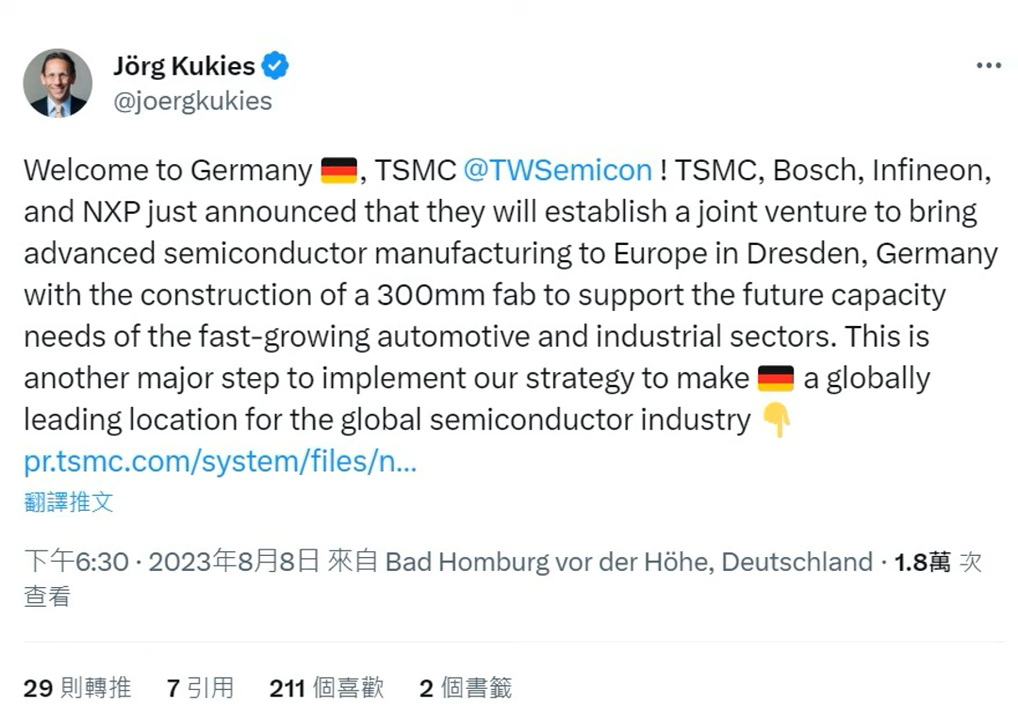 Jörg Kukies
@joergkukies
Welcome to Germany 🇩🇪, TSMC @TWSemicon ! TSMC, Bosch, Infineon,
and NXP just announced that they will establish a joint venture to bring
advanced semiconductor manufacturing to Europe in Dresden, Germany
with the construction of a 300mm fab to support the future capacity
needs of the fast-growing automotive and industrial sectors. This is
another major step to implement our strategy to make 🇩🇪 a globally
leading location for the global semiconductor industry 👇
pr.tsmc.com/system/files/n...
翻譯推文
下午6:30 · 2023年8月8日 來自 Bad Homburg vor der Höhe, Deutschland · 1.8萬 次
查看
29 則轉推 7 引用 211 個喜歡 2 個書籤